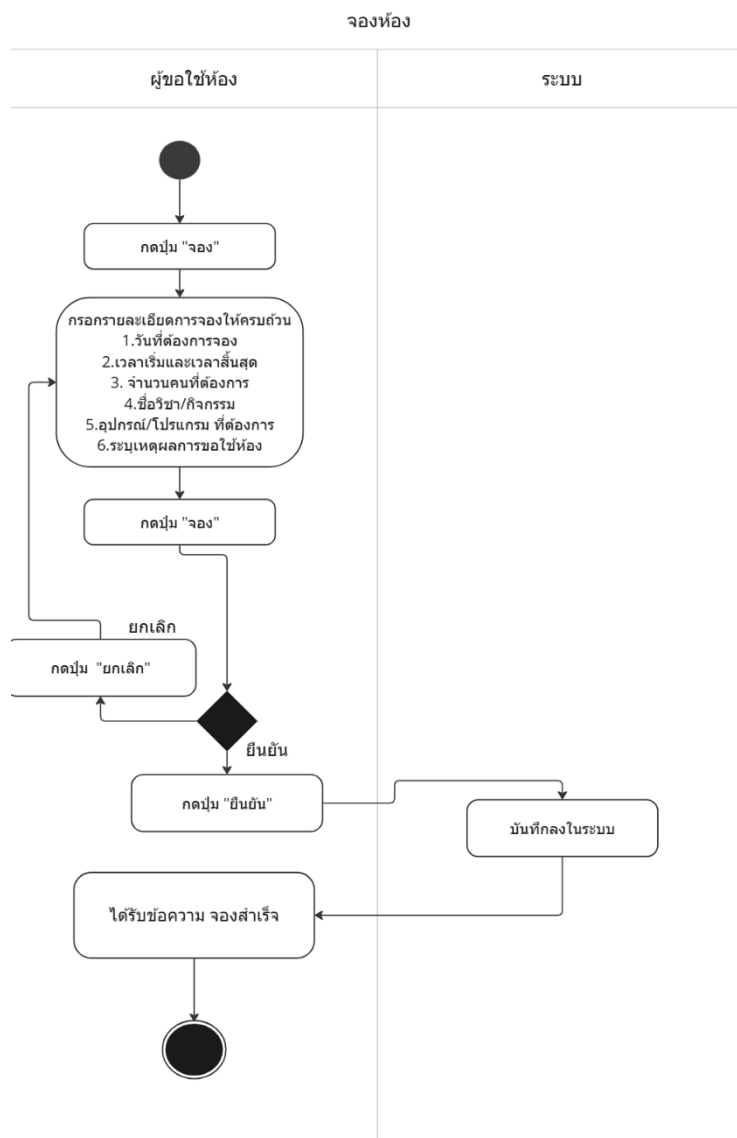 จองห้อง
ผู้ขอใช้ห้อง
ระบบ
กดปุ่ม "จอง"
กรอกรายละเอียดการจองให้ครบถ้วน
1.วันที่ต้องการจอง
2.เวลาเริ่มและเวลาสิ้นสุด
3. จำนวนคนที่ต้องการ
4.ชื่อวิชา/กิจกรรม
5.อุปกรณ์/โปรแกรม ที่ต้องการ
6.ระบุเหตุผลการขอใช้ห้อง
กดปุ่ม "จอง"
ยกเลิก
กดปุ่ม "ยกเลิก"
ยืนยัน
กดปุ่ม "ยืนยัน"
บันทึกลงในระบบ
ได้รับข้อความ จองสำเร็จ